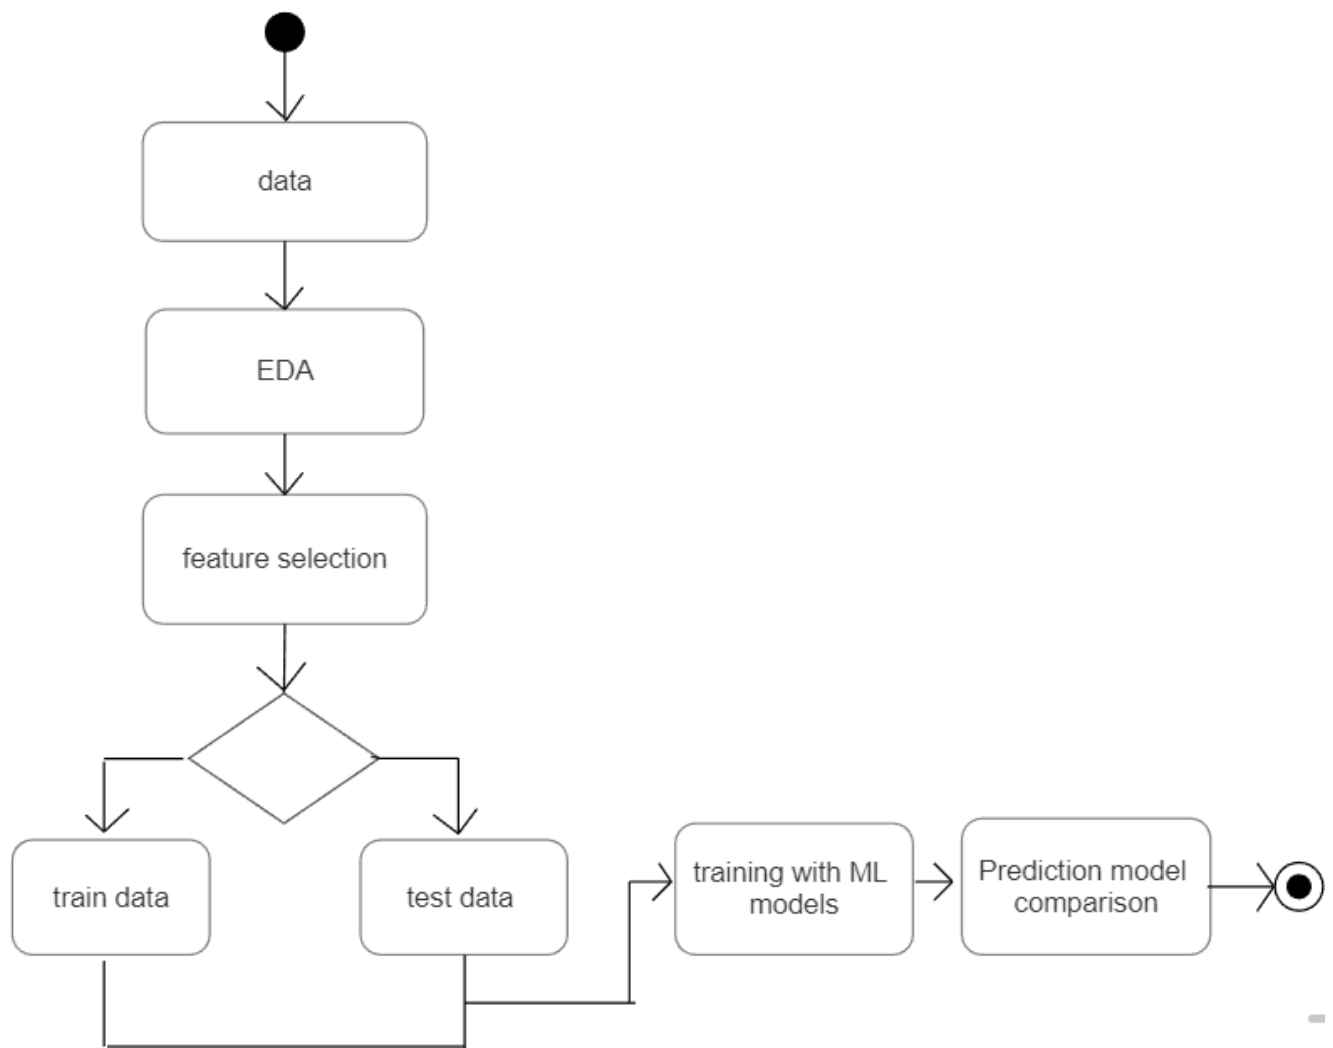 data
EDA
feature selection
train data
test data
training with ML
models
Prediction model
comparison